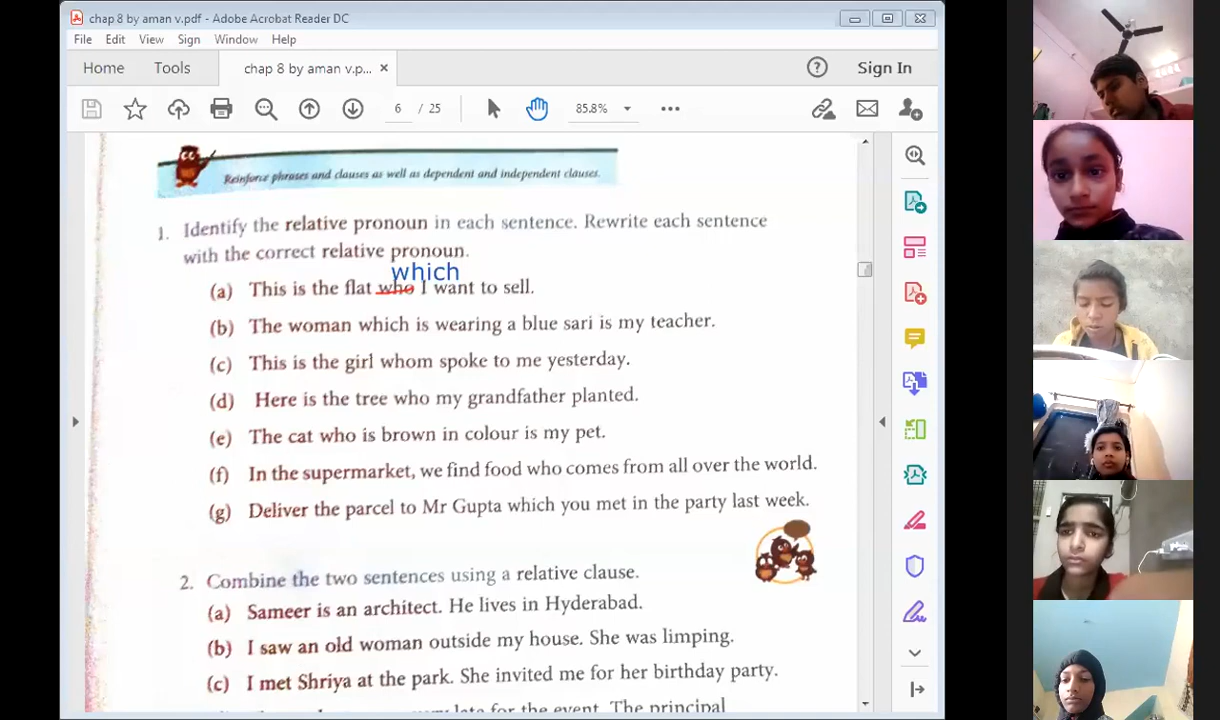 chap 8 by aman v.pdf - Adobe Acrobat Reader DC
File Edit View Sign Window Help
Home Tools chap 8 by aman v.p... × Sign In
6 / 25 85.8%
Reinforce phrases and clauses as well as dependent and independent clauses.
1. Identify the relative pronoun in each sentence. Rewrite each sentence
with the correct relative pronoun.
which
(a) This is the flat who I want to sell.
(b) The woman which is wearing a blue sari is my teacher.
(c) This is the girl whom spoke to me yesterday.
(d) Here is the tree who my grandfather planted.
(e) The cat who is brown in colour is my pet.
(f) In the supermarket, we find food who comes from all over the world.
(g) Deliver the parcel to Mr Gupta which you met in the party last week.
2. Combine the two sentences using a relative clause.
(a) Sameer is an architect. He lives in Hyderabad.
(b) I saw an old woman outside my house. She was limping.
(c) I met Shriya at the park. She invited me for her birthday party.
late for the event. The principal